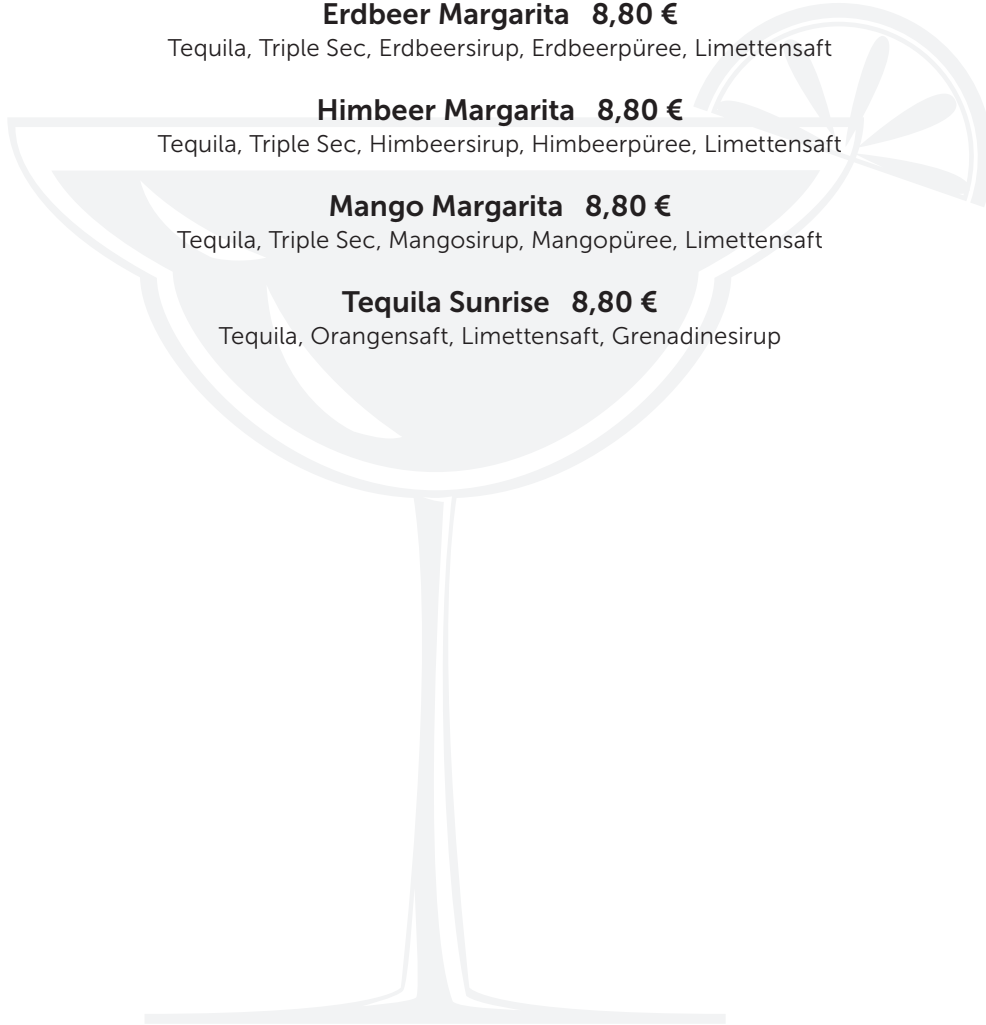 Erdbeer Margarita 8,80 €
Tequila, Triple Sec, Erdbeersirup, Erdbeerpüree, Limettensaft
Himbeer Margarita 8,80 €
Tequila, Triple Sec, Himbeersirup, Himbeerpüree, Limettensaft
Mango Margarita 8,80 €
Tequila, Triple Sec, Mangosirup, Mangopüree, Limettensaft
Tequila Sunrise 8,80 €
Tequila, Orangensaft, Limettensaft, Grenadinesirup